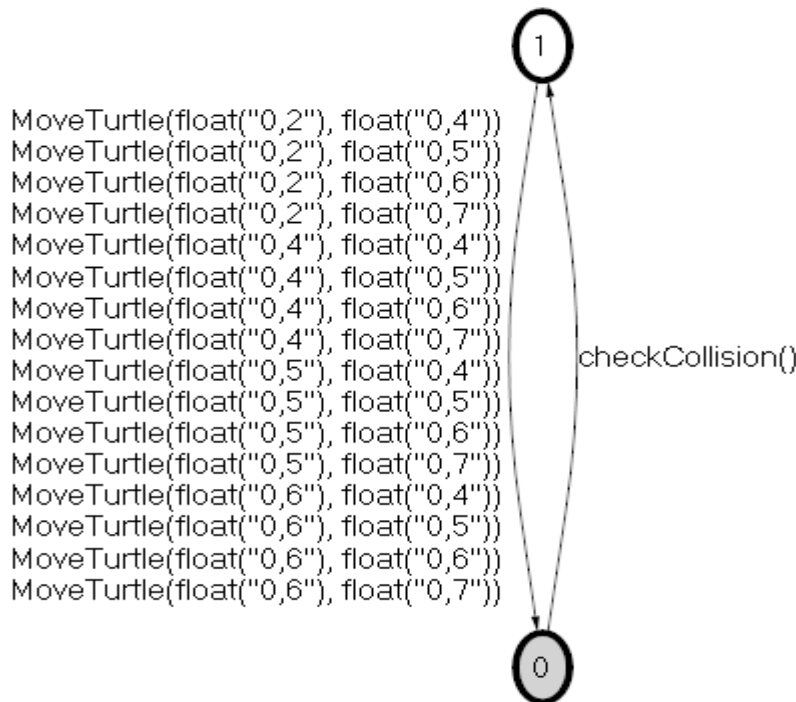 1
MoveTurtle(float("0,2"), float("0,4"))
MoveTurtle(float("0,2"), float("0,5"))
MoveTurtle(float("0,2"), float("0,6"))
MoveTurtle(float("0,2"), float("0,7"))
MoveTurtle(float("0,4"), float("0,4"))
MoveTurtle(float("0,4"), float("0,5"))
MoveTurtle(float("0,4"), float("0,6"))
MoveTurtle(float("0,4"), float("0,7"))
MoveTurtle(float("0,5"), float("0,4"))
MoveTurtle(float("0,5"), float("0,5"))
MoveTurtle(float("0,5"), float("0,6"))
MoveTurtle(float("0,5"), float("0,7"))
MoveTurtle(float("0,6"), float("0,4"))
MoveTurtle(float("0,6"), float("0,5"))
MoveTurtle(float("0,6"), float("0,6"))
MoveTurtle(float("0,6"), float("0,7"))
checkCollision()
0